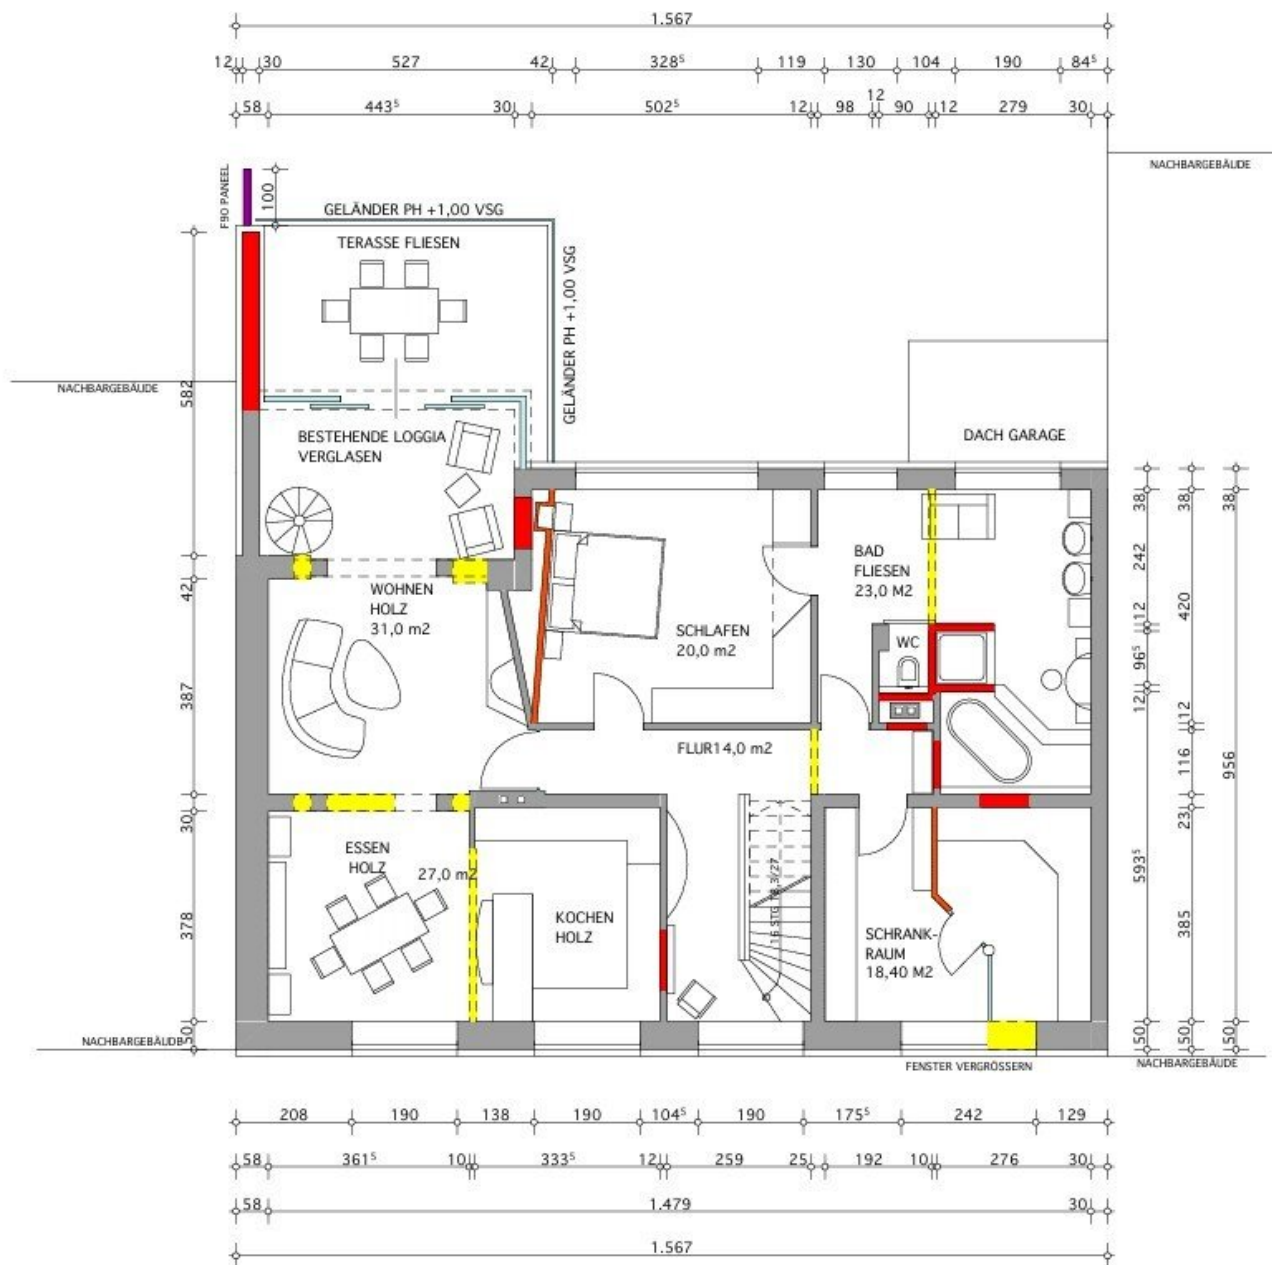 1.567
12 30 527 42 328⁵ 119 130 104 190 84⁵
58 443⁵ 30 502⁵ 12 98 12 90 12 279 30
NACHBARGEBÄUDE
F90 PANEEL
100
GELÄNDER PH +1,00 VSG
TERASSE FLIESEN
GELÄNDER PH +1,00 VSG
NACHBARGEBÄUDE
BESTEHENDE LOGGIA
VERGLASEN
DACH GARAGE
582
42
387
30
378
50
WOHNEN
HOLZ
31,0 m2
SCHLAFEN
20,0 m2
BAD
FLIESEN
23,0 M2
WC
FLUR14,0 m2
ESSEN
HOLZ
27,0 m2
KOCHEN
HOLZ
16 STG 18,3/27
SCHRANK-
RAUM
18,40 M2
38
242
12
96⁵
12
593⁵
50
38
420
12
116
23
385
50
38
956
50
NACHBARGEBÄUDE
FENSTER VERGRÖSSERN
NACHBARGEBÄUDE
208 190 138 190 104⁵ 190 175⁵ 242 129
58 361⁵ 10 333⁵ 12 259 25 192 10 276 30
58 1.479 30
1.567